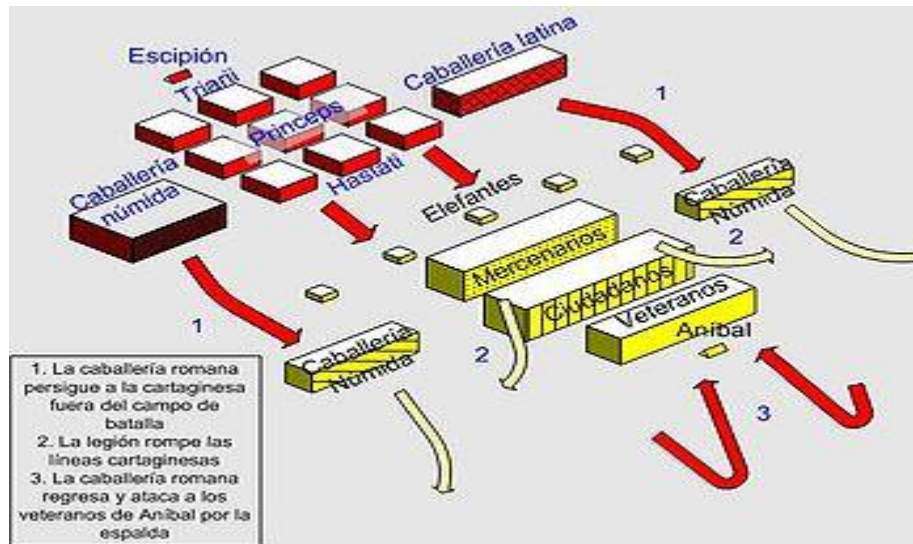 Escipión
Triarii
Princeps
Hastati
Caballería latina
1
Caballería
númida
Elefantes
Caballería
Númida
Mercenarios
2
Ciudadanos
Veteranos
Aníbal
1
Caballería
Númida
2
3
1. La caballería romana
persigue a la cartaginesa
fuera del campo de
batalla
2. La legión rompe las
líneas cartaginesas
3. La caballería romana
regresa y ataca a los
veteranos de Aníbal por la
espalda